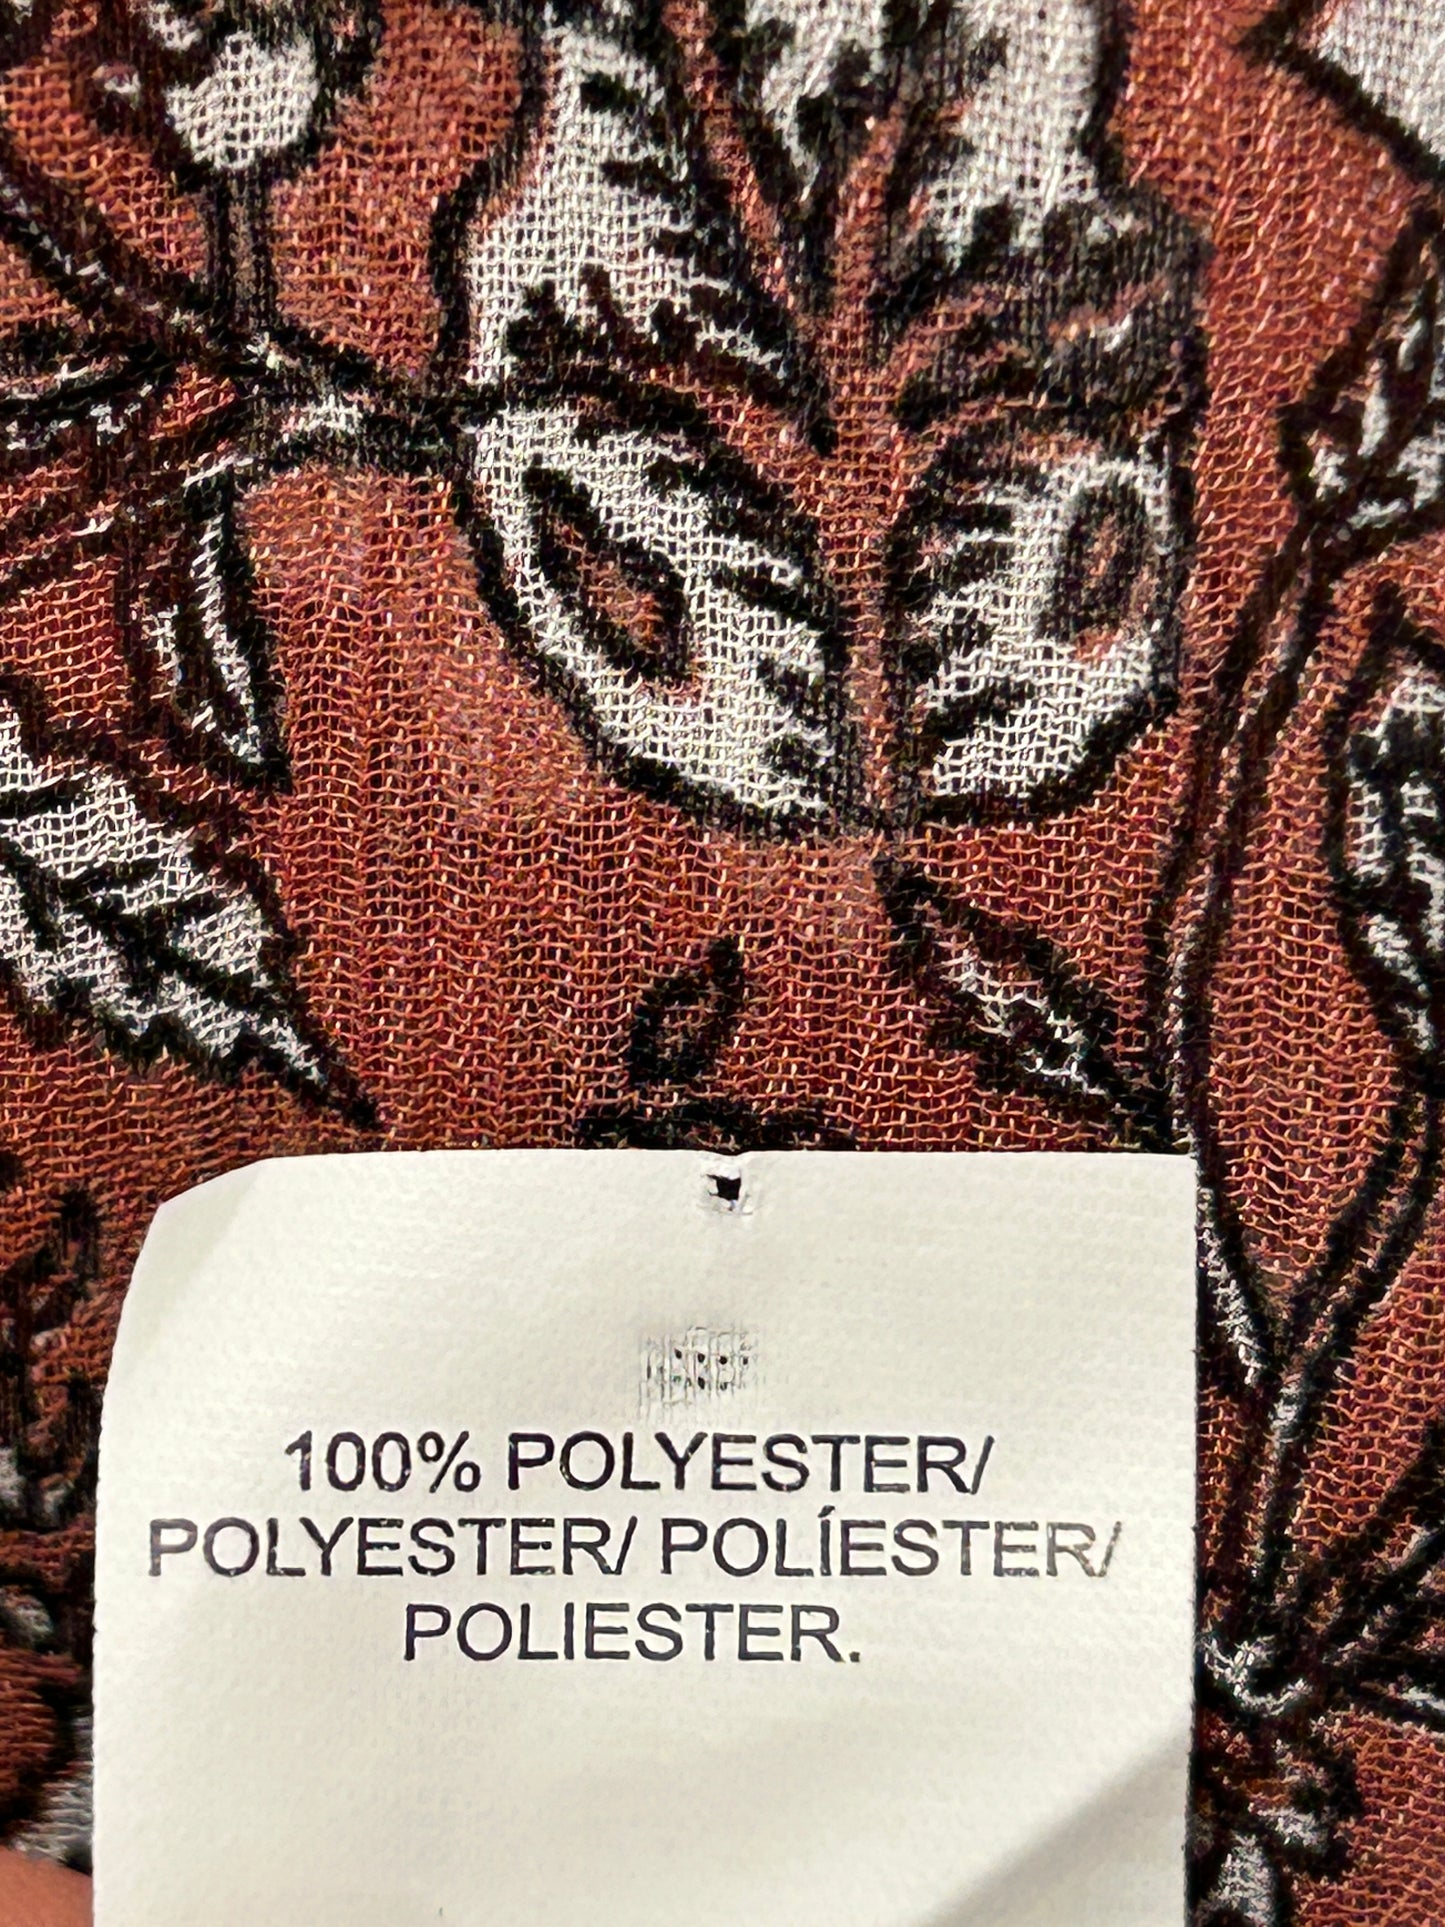 100% POLYESTER/
POLYESTER/ POLÍESTER/
POLIESTER.